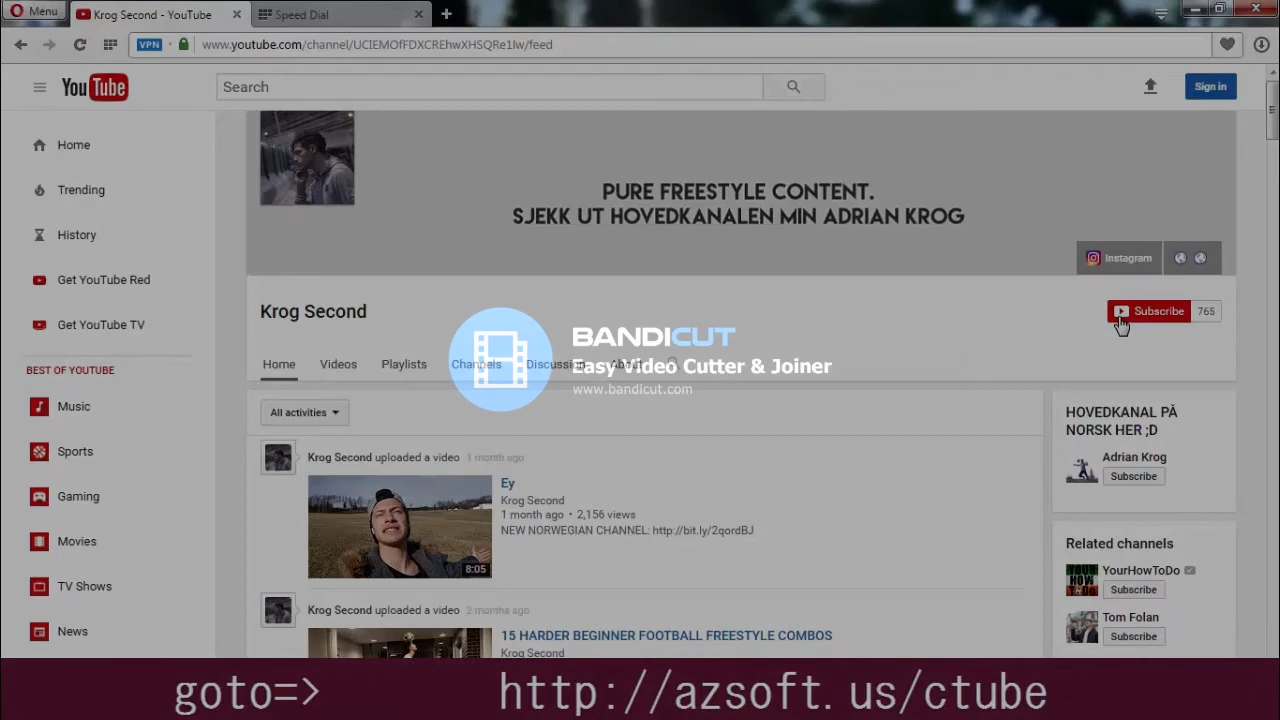 Menu
Krog Second - YouTube
Speed Dial
VPN
www.youtube.com/channel/UCIEMOfFDXCREhwXHSQRe1lw/feed
YouTube
Search
Sign in
Home
Trending
History
Get YouTube Red
Get YouTube TV
BEST OF YOUTUBE
Music
Sports
Gaming
Movies
TV Shows
News
PURE FREESTYLE CONTENT.
SJEKK UT HOVEDKANALEN MIN ADRIAN KROG
Instagram
Krog Second
Subscribe 765
Home Videos Playlists Channels Discussion About
BANDICUT
Easy Video Cutter & Joiner
www.bandicut.com
All activities
Krog Second uploaded a video 1 month ago
Ey
Krog Second
1 month ago • 2,156 views
NEW NORWEGIAN CHANNEL: http://bit.ly/2qordBJ
8:05
Krog Second uploaded a video 2 months ago
15 HARDER BEGINNER FOOTBALL FREESTYLE COMBOS
Krog Second
HOVEDKANAL PÅ
NORSK HER ;D
Adrian Krog
Subscribe
Related channels
YourHowToDo
Subscribe
Tom Folan
Subscribe
goto=> http://azsoft.us/ctube